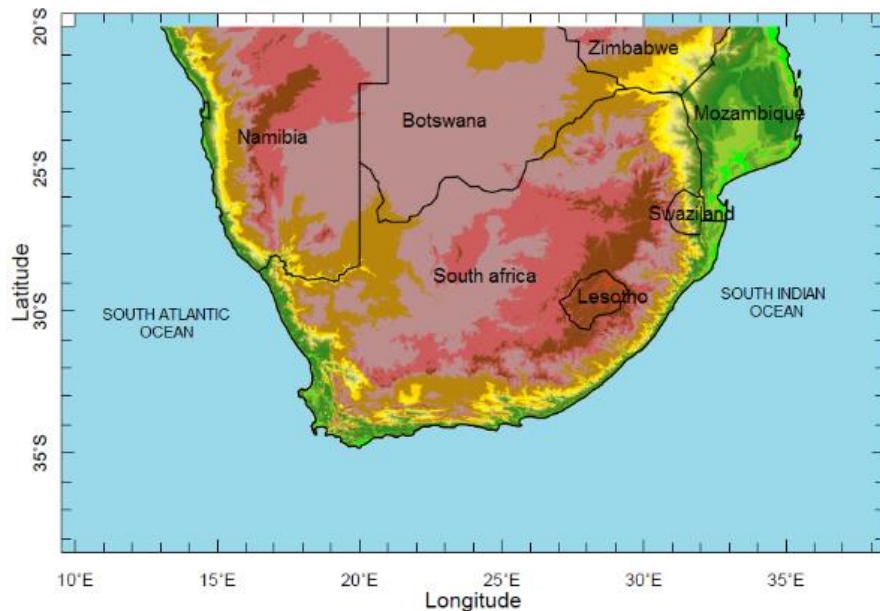 20°S
25°S
30°S
35°S
Latitude
Zimbabwe
Mozambique
Botswana
Namibia
Swaziland
South africa
Lesotho
SOUTH ATLANTIC
OCEAN
SOUTH INDIAN
OCEAN
10°E
15°E
20°E
25°E
30°E
35°E
Longitude